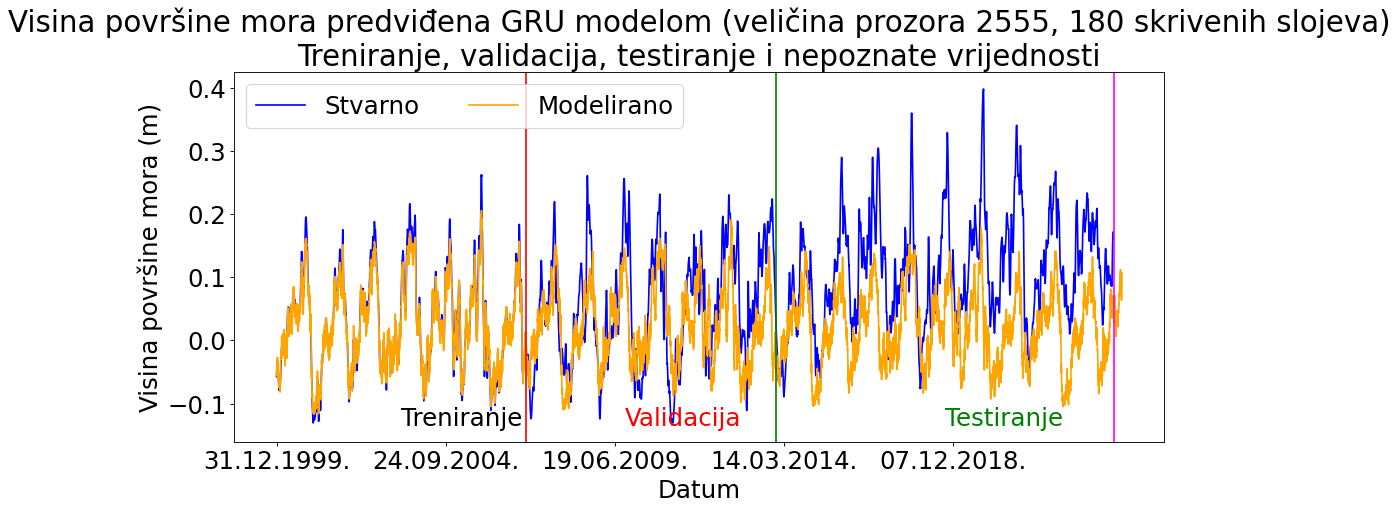 Visina površine mora predviđena GRU modelom (veličina prozora 2555, 180 skrivenih slojeva)
Treniranje, validacija, testiranje i nepoznate vrijednosti
Stvarno Modelirano
Visina površine mora (m)
0.4
0.3
0.2
0.1
0.0
−0.1
Treniranje Validacija Testiranje
31.12.1999. 24.09.2004. 19.06.2009. 14.03.2014. 07.12.2018.
Datum